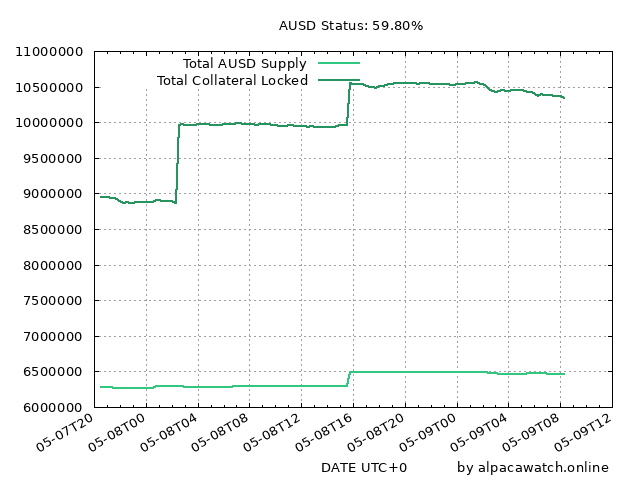 AUSD Status: 59.80%
11000000
10500000
10000000
9500000
9000000
8500000
8000000
7500000
7000000
6500000
6000000
Total AUSD Supply
Total Collateral Locked
05-07T20
05-08T00
05-08T04
05-08T08
05-08T12
05-08T16
05-08T20
05-09T00
05-09T04
05-09T08
05-09T12
DATE UTC+0 by alpacawatch.online